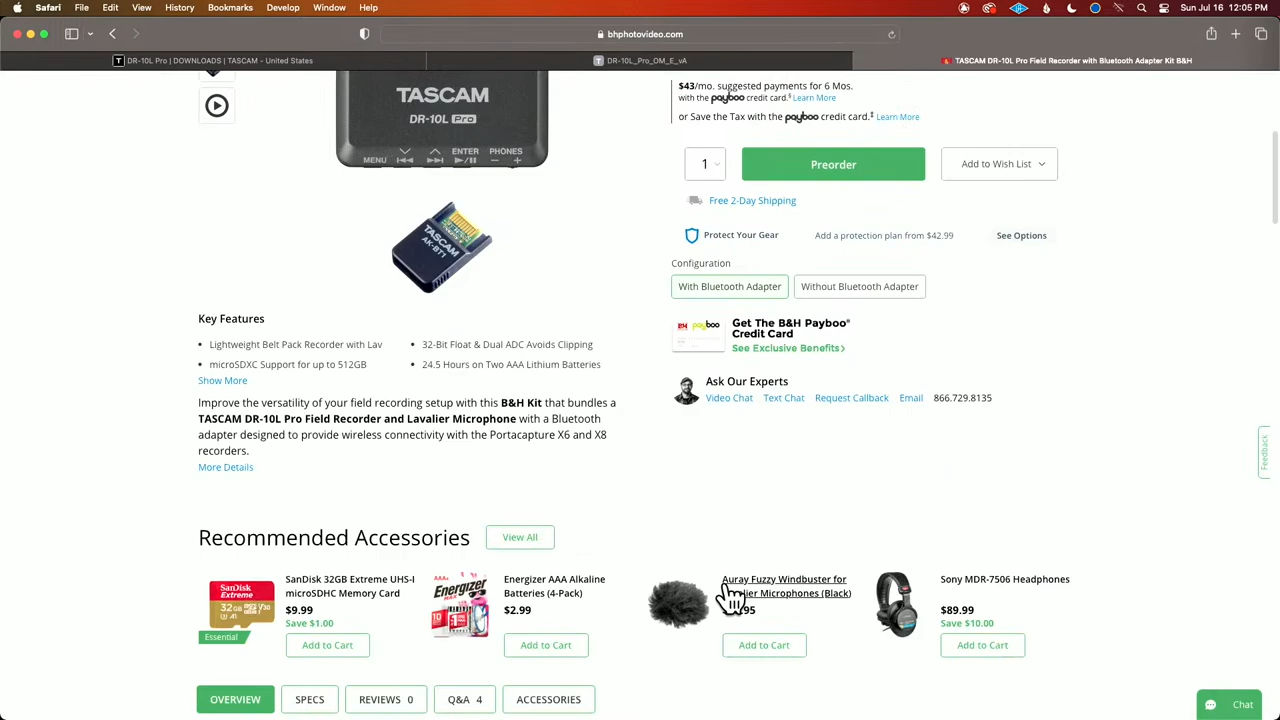 Safari File Edit View History Bookmarks Window Help
Sun Jul 16 12:05 PM
bhphotovideo.com
DR-10L Pro | DOWNLOADS | TASCAM - United States
DR-10L_Pro_OM_E_vA
TASCAM DR-10L Pro Field Recorder with Bluetooth Adapter Kit B&H
TASCAM
DR-10L Pro
ENTER PHONES
MENU
TASCAM
AK-BT1
$43/mo. suggested payments for 6 Mos.
with the payboo credit card.§ Learn More
or Save the Tax with the payboo credit card.‡ Learn More
1
Preorder
Add to Wish List
Free 2-Day Shipping
Protect Your Gear
Add a protection plan from $42.99
See Options
Configuration
With Bluetooth Adapter
Without Bluetooth Adapter
B&H payboo
Get The B&H Payboo®
Credit Card
See Exclusive Benefits>
Ask Our Experts
Video Chat Text Chat Request Callback Email 866.729.8135
Feedback
Key Features
Lightweight Belt Pack Recorder with Lav
32-Bit Float & Dual ADC Avoids Clipping
microSDXC Support for up to 512GB
24.5 Hours on Two AAA Lithium Batteries
Show More
Improve the versatility of your field recording setup with this B&H Kit that bundles a
TASCAM DR-10L Pro Field Recorder and Lavalier Microphone with a Bluetooth
adapter designed to provide wireless connectivity with the Portacapture X6 and X8
recorders.
More Details
Recommended Accessories
View All
SanDisk
Extreme
32GB
V30
A1
Essential
SanDisk 32GB Extreme UHS-I
microSDHC Memory Card
$9.99
Save $1.00
Add to Cart
Energizer
MAX
Energizer AAA Alkaline
Batteries (4-Pack)
$2.99
Add to Cart
Auray Fuzzy Windbuster for
Microphones (Black)
.95
Add to Cart
Sony MDR-7506 Headphones
$89.99
Save $10.00
Add to Cart
OVERVIEW
SPECS
REVIEWS 0
Q&A 4
ACCESSORIES
Chat